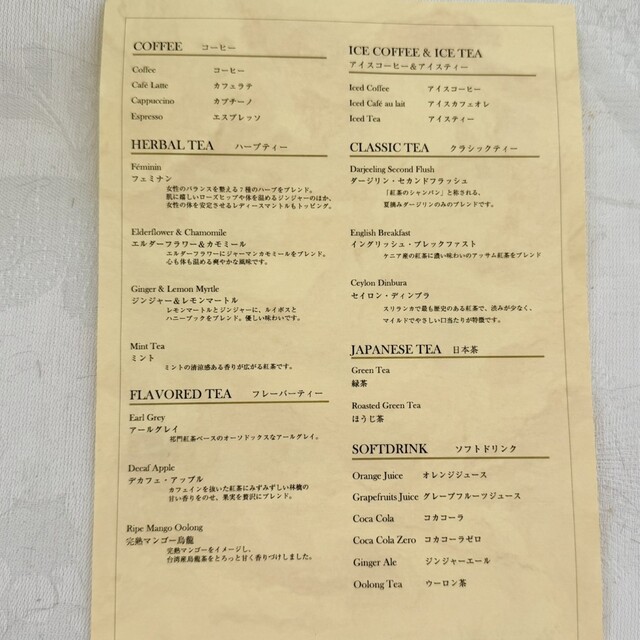 COFFEE コーヒー
Coffee コーヒー
Café Latte カフェラテ
Cappuccino カプチーノ
Espresso エスプレッソ
HERBAL TEA ハーブティー
Féminin
フェミナン
女性のバランスを整える7種のハーブをブレンド。
肌に嬉しいローズヒップや体を温めるジンジャーのほか、
女性の体を安定させるレディースマントルもトッピング。
Elderflower & Chamomile
エルダーフラワー＆カモミール
エルダーフラワーにジャーマンカモミールをブレンド。
心も体も温める爽やかな風味です。
Ginger & Lemon Myrtle
ジンジャー＆レモンマートル
レモンマートルとジンジャーに、ルイボスと
ハニーブッグをブレンド。優しい味わいです。
Mint Tea
ミント
ミントの清涼感ある香りが広がる紅茶です。
FLAVORED TEA フレーバーティー
Earl Grey
アールグレイ
祁門紅茶ベースのオーソドックスなアールグレイ。
Decaf Apple
デカフェ・アップル
カフェインを抜いた紅茶にみずみずしい林檎の
甘い香りをのせ、果実を贅沢にブレンド。
Ripe Mango Oolong
完熟マンゴー烏龍
完熟マンゴーをイメージし、
台湾産烏龍茶をとろっと甘く香りづけしました。
ICE COFFEE & ICE TEA
アイスコーヒー＆アイスティー
Iced Coffee アイスコーヒー
Iced Café au lait アイスカフェオレ
Iced Tea アイスティー
CLASSIC TEA クラシックティー
Darjeeling Second Flush
ダージリン・セカンドフラッシュ
「紅茶のシャンパン」と称される、
夏摘みダージリンのみのブレンドです。
English Breakfast
イングリッシュ・ブレックファスト
ケニア産の紅茶に濃い味わいのアッサム紅茶をブレンド
Ceylon Dinbura
セイロン・ディンブラ
スリランカで最も歴史のある紅茶で、渋みが少なく、
マイルドでやさしい口当たりが特徴です。
JAPANESE TEA 日本茶
Green Tea
緑茶
Roasted Green Tea
ほうじ茶
SOFTDRINK ソフトドリンク
Orange Juice オレンジジュース
Grapefruits Juice グレープフルーツジュース
Coca Cola コカコーラ
Coca Cola Zero コカコーラゼロ
Ginger Ale ジンジャーエール
Oolong Tea ウーロン茶